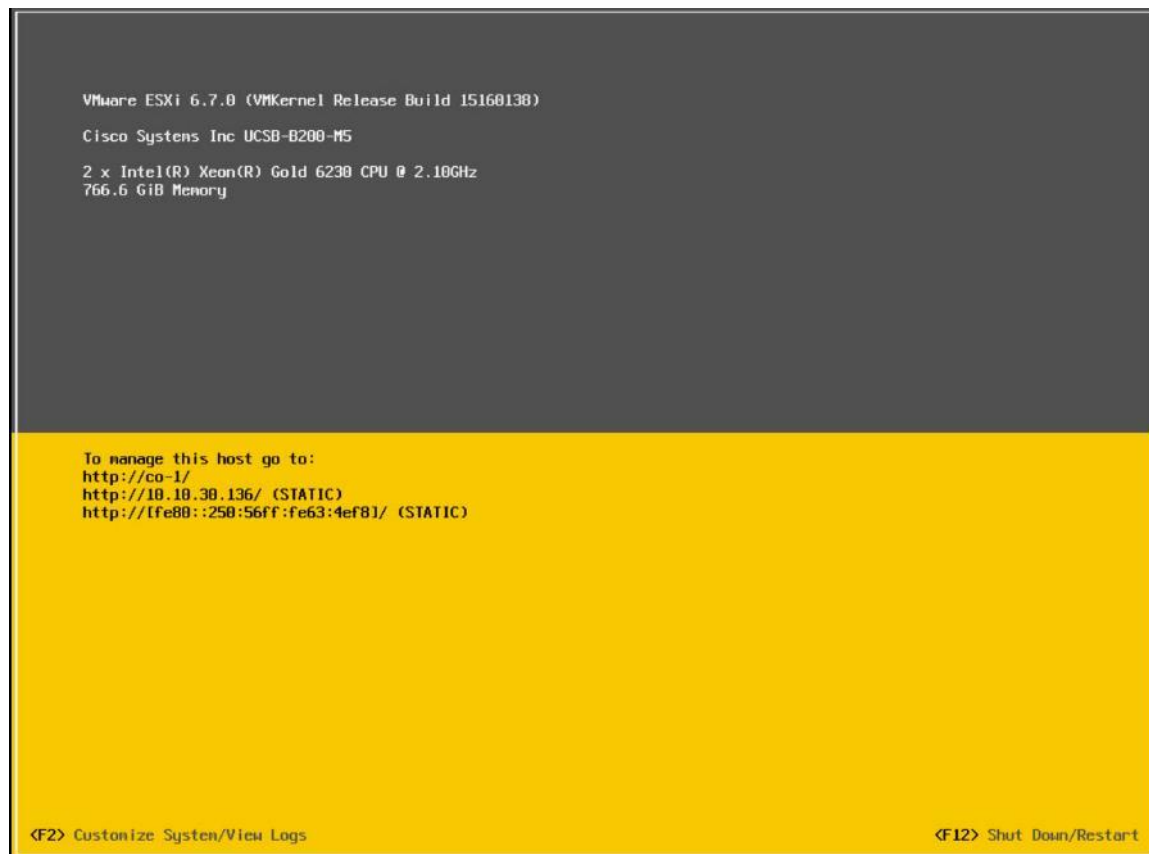 VMware ESXi 6.7.0 (VMKernel Release Build 15160138)
Cisco Systems Inc UCSB-B200-M5
2 x Intel(R) Xeon(R) Gold 6230 CPU @ 2.10GHz
766.6 GiB Memory
To manage this host go to:
http://co-1/
http://10.10.30.136/ (STATIC)
http://[fe80::250:56ff:fe63:4ef8]/ (STATIC)
<F2> Customize System/View Logs
<F12> Shut Down/Restart